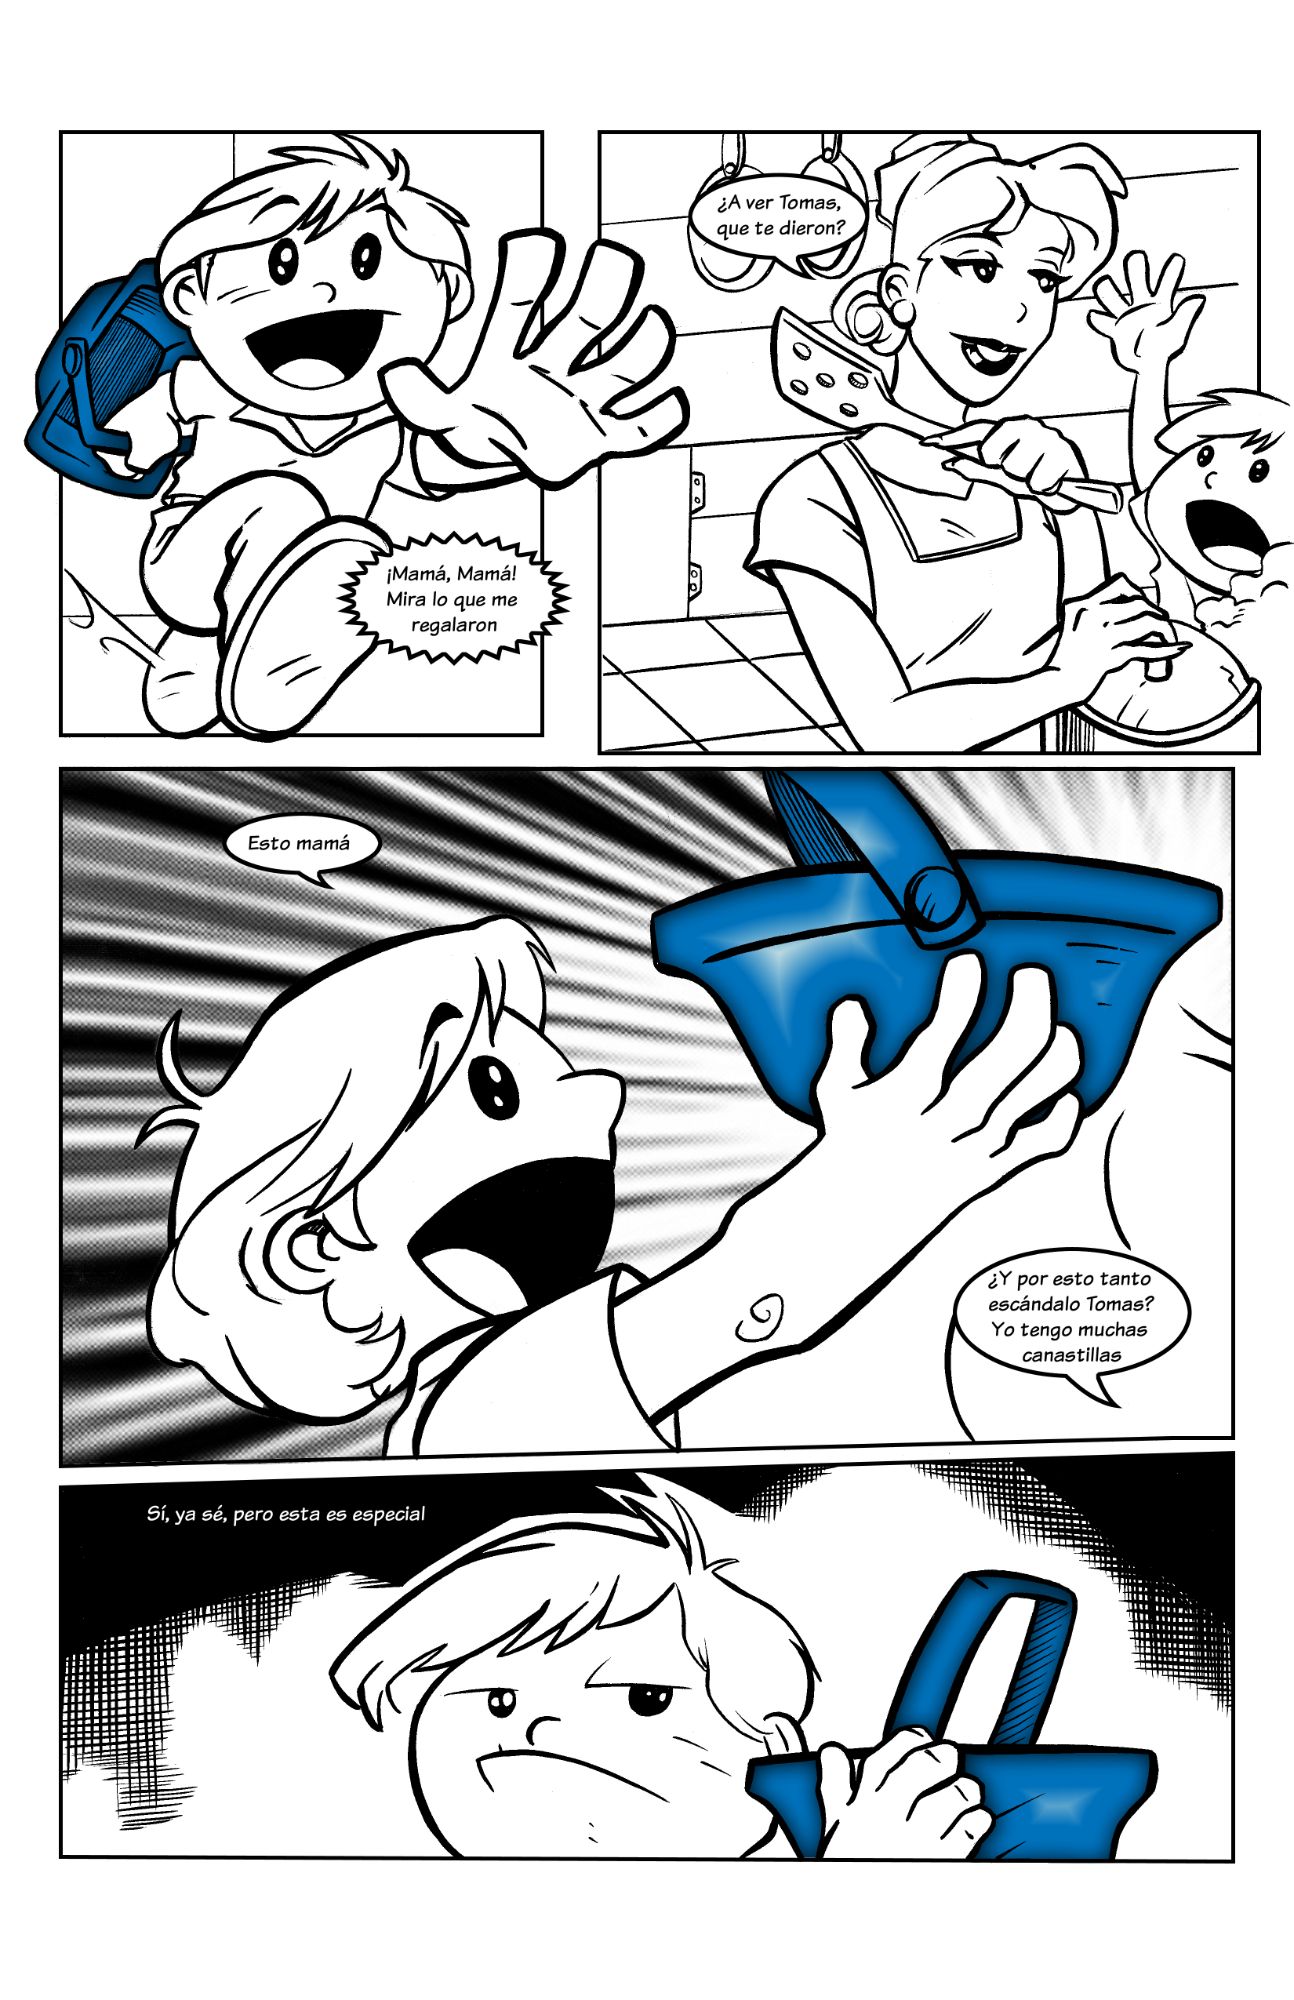 ¡Mamá, Mamá!
Mira lo que me
regalaron
¿A ver Tomas,
que te dieron?
Esto mamá
¿Y por esto tanto
escándalo Tomas?
Yo tengo muchas
canastillas
Sí, ya sé, pero esta es especial